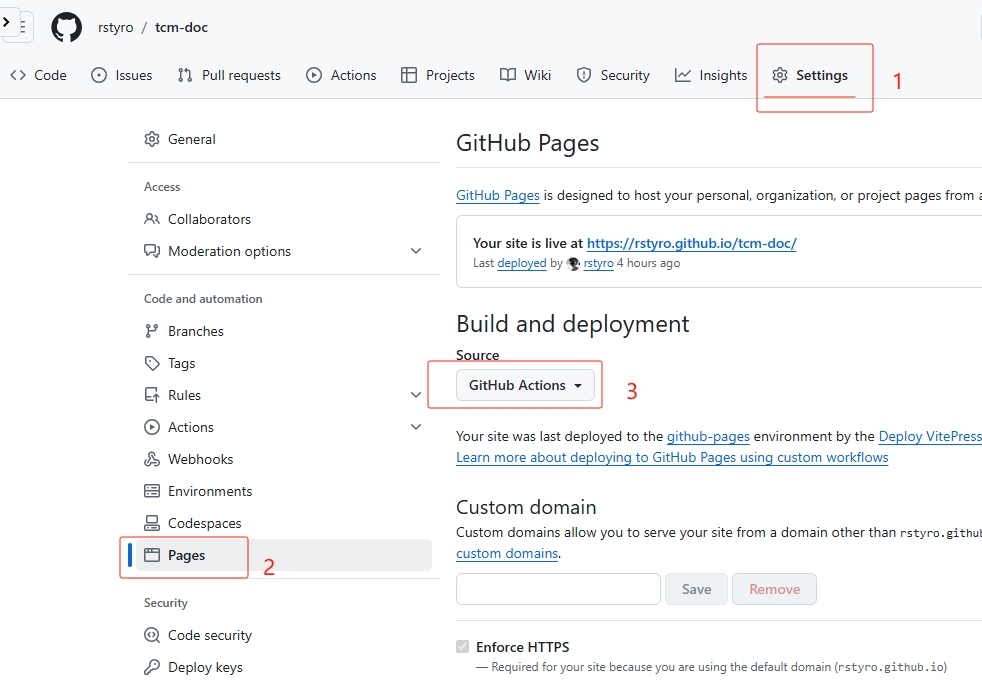 rstyro / tcm-doc
Code Issues Pull requests Actions Projects Wiki Security Insights Settings 1
General
Access
Collaborators
Moderation options
Code and automation
Branches
Tags
Rules
Actions
Webhooks
Environments
Codespaces
Pages 2
Security
Code security
Deploy keys
GitHub Pages
GitHub Pages is designed to host your personal, organization, or project pages from a
Your site is live at https://rstyro.github.io/tcm-doc/
Last deployed by rstyro 4 hours ago
Build and deployment
Source
GitHub Actions 3
Your site was last deployed to the github-pages environment by the Deploy VitePress
Learn more about deploying to GitHub Pages using custom workflows
Custom domain
Custom domains allow you to serve your site from a domain other than rstyro.githu
custom domains.
Save Remove
Enforce HTTPS
— Required for your site because you are using the default domain (rstyro.github.io)